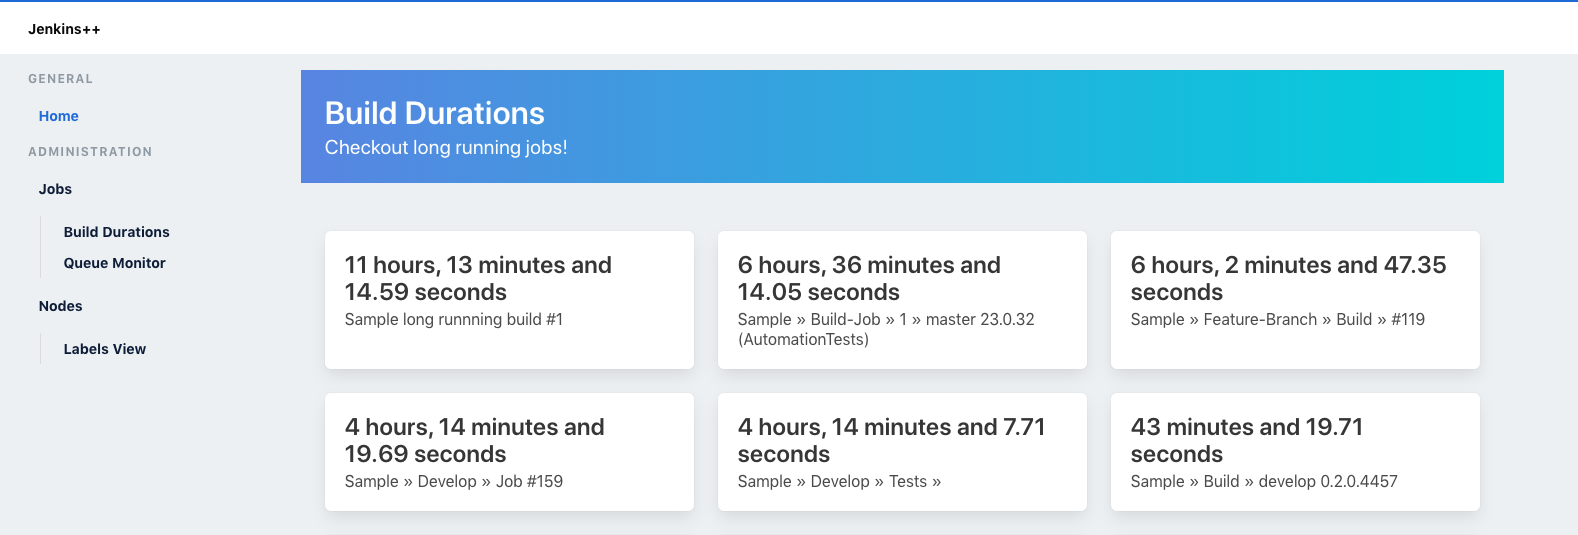 Jenkins++
GENERAL
Home
ADMINISTRATION
Jobs
Build Durations
Queue Monitor
Nodes
Labels View
Build Durations
Checkout long running jobs!
11 hours, 13 minutes and
14.59 seconds
Sample long runnning build #1
6 hours, 36 minutes and
14.05 seconds
Sample » Build-Job » 1 » master 23.0.32
(AutomationTests)
6 hours, 2 minutes and 47.35
seconds
Sample » Feature-Branch » Build » #119
4 hours, 14 minutes and
19.69 seconds
Sample » Develop » Job #159
4 hours, 14 minutes and 7.71
seconds
Sample » Develop » Tests »
43 minutes and 19.71
seconds
Sample » Build » develop 0.2.0.4457